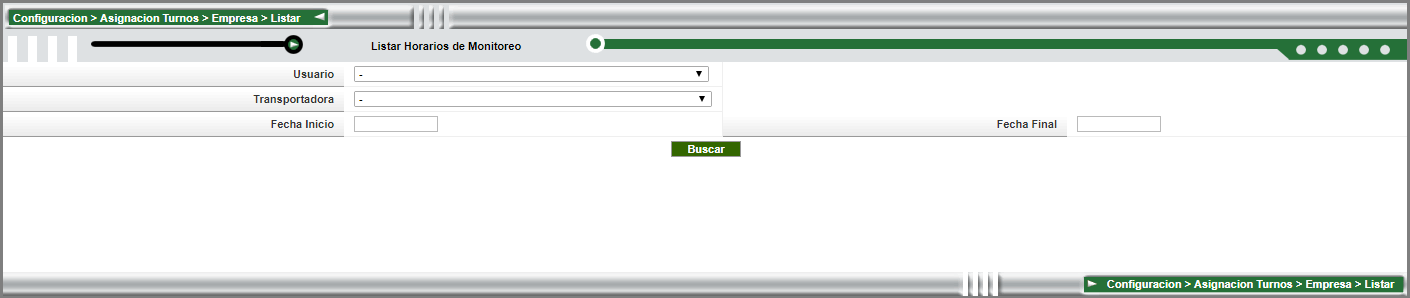 Configuracion > Asignacion Turnos > Empresa > Listar
Listar Horarios de Monitoreo
Usuario -
Transportadora -
Fecha Inicio Fecha Final
Buscar
Configuracion > Asignacion Turnos > Empresa > Listar